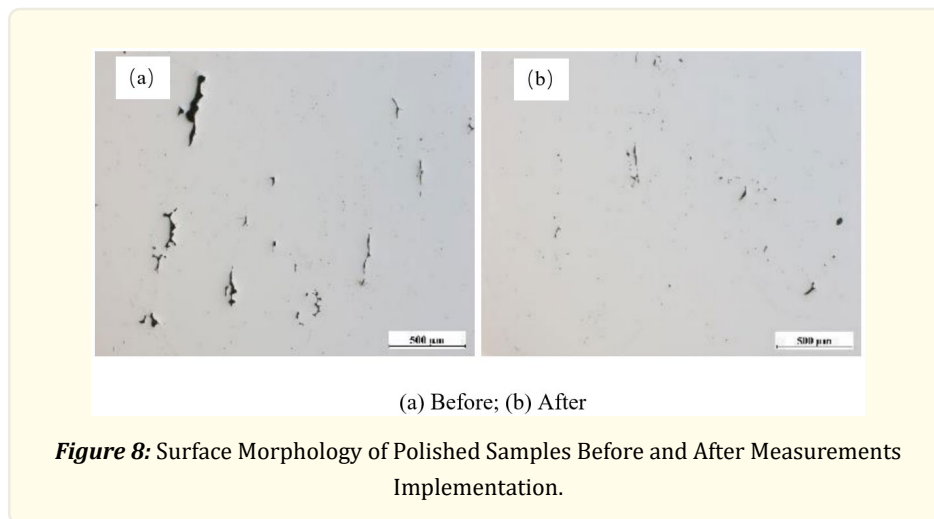 (a)
(b)
500 μm
500 μm
(a) Before; (b) After
Figure 8: Surface Morphology of Polished Samples Before and After Measurements
Implementation.